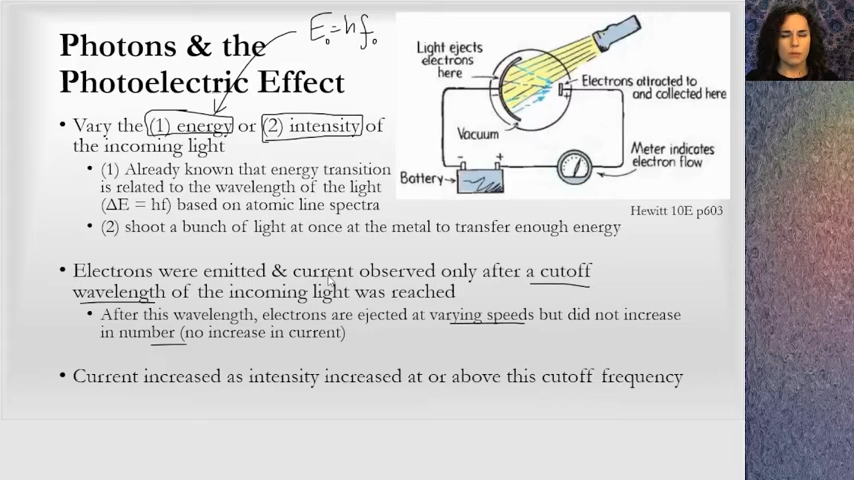 Photons & the
Photoelectric Effect
E₀ = hf₀
• Vary the (1) energy or (2) intensity of
the incoming light
• (1) Already known that energy transition
is related to the wavelength of the light
(ΔE = hf) based on atomic line spectra
• (2) shoot a bunch of light at once at the metal to transfer enough energy
Light ejects
electrons
here
Electrons attracted to
and collected here
Vacuum
Meter indicates
electron flow
- +
Battery
- +
Hewitt 10E p603
• Electrons were emitted & current observed only after a cutoff
wavelength of the incoming light was reached
• After this wavelength, electrons are ejected at varying speeds but did not increase
in number (no increase in current)
• Current increased as intensity increased at or above this cutoff frequency